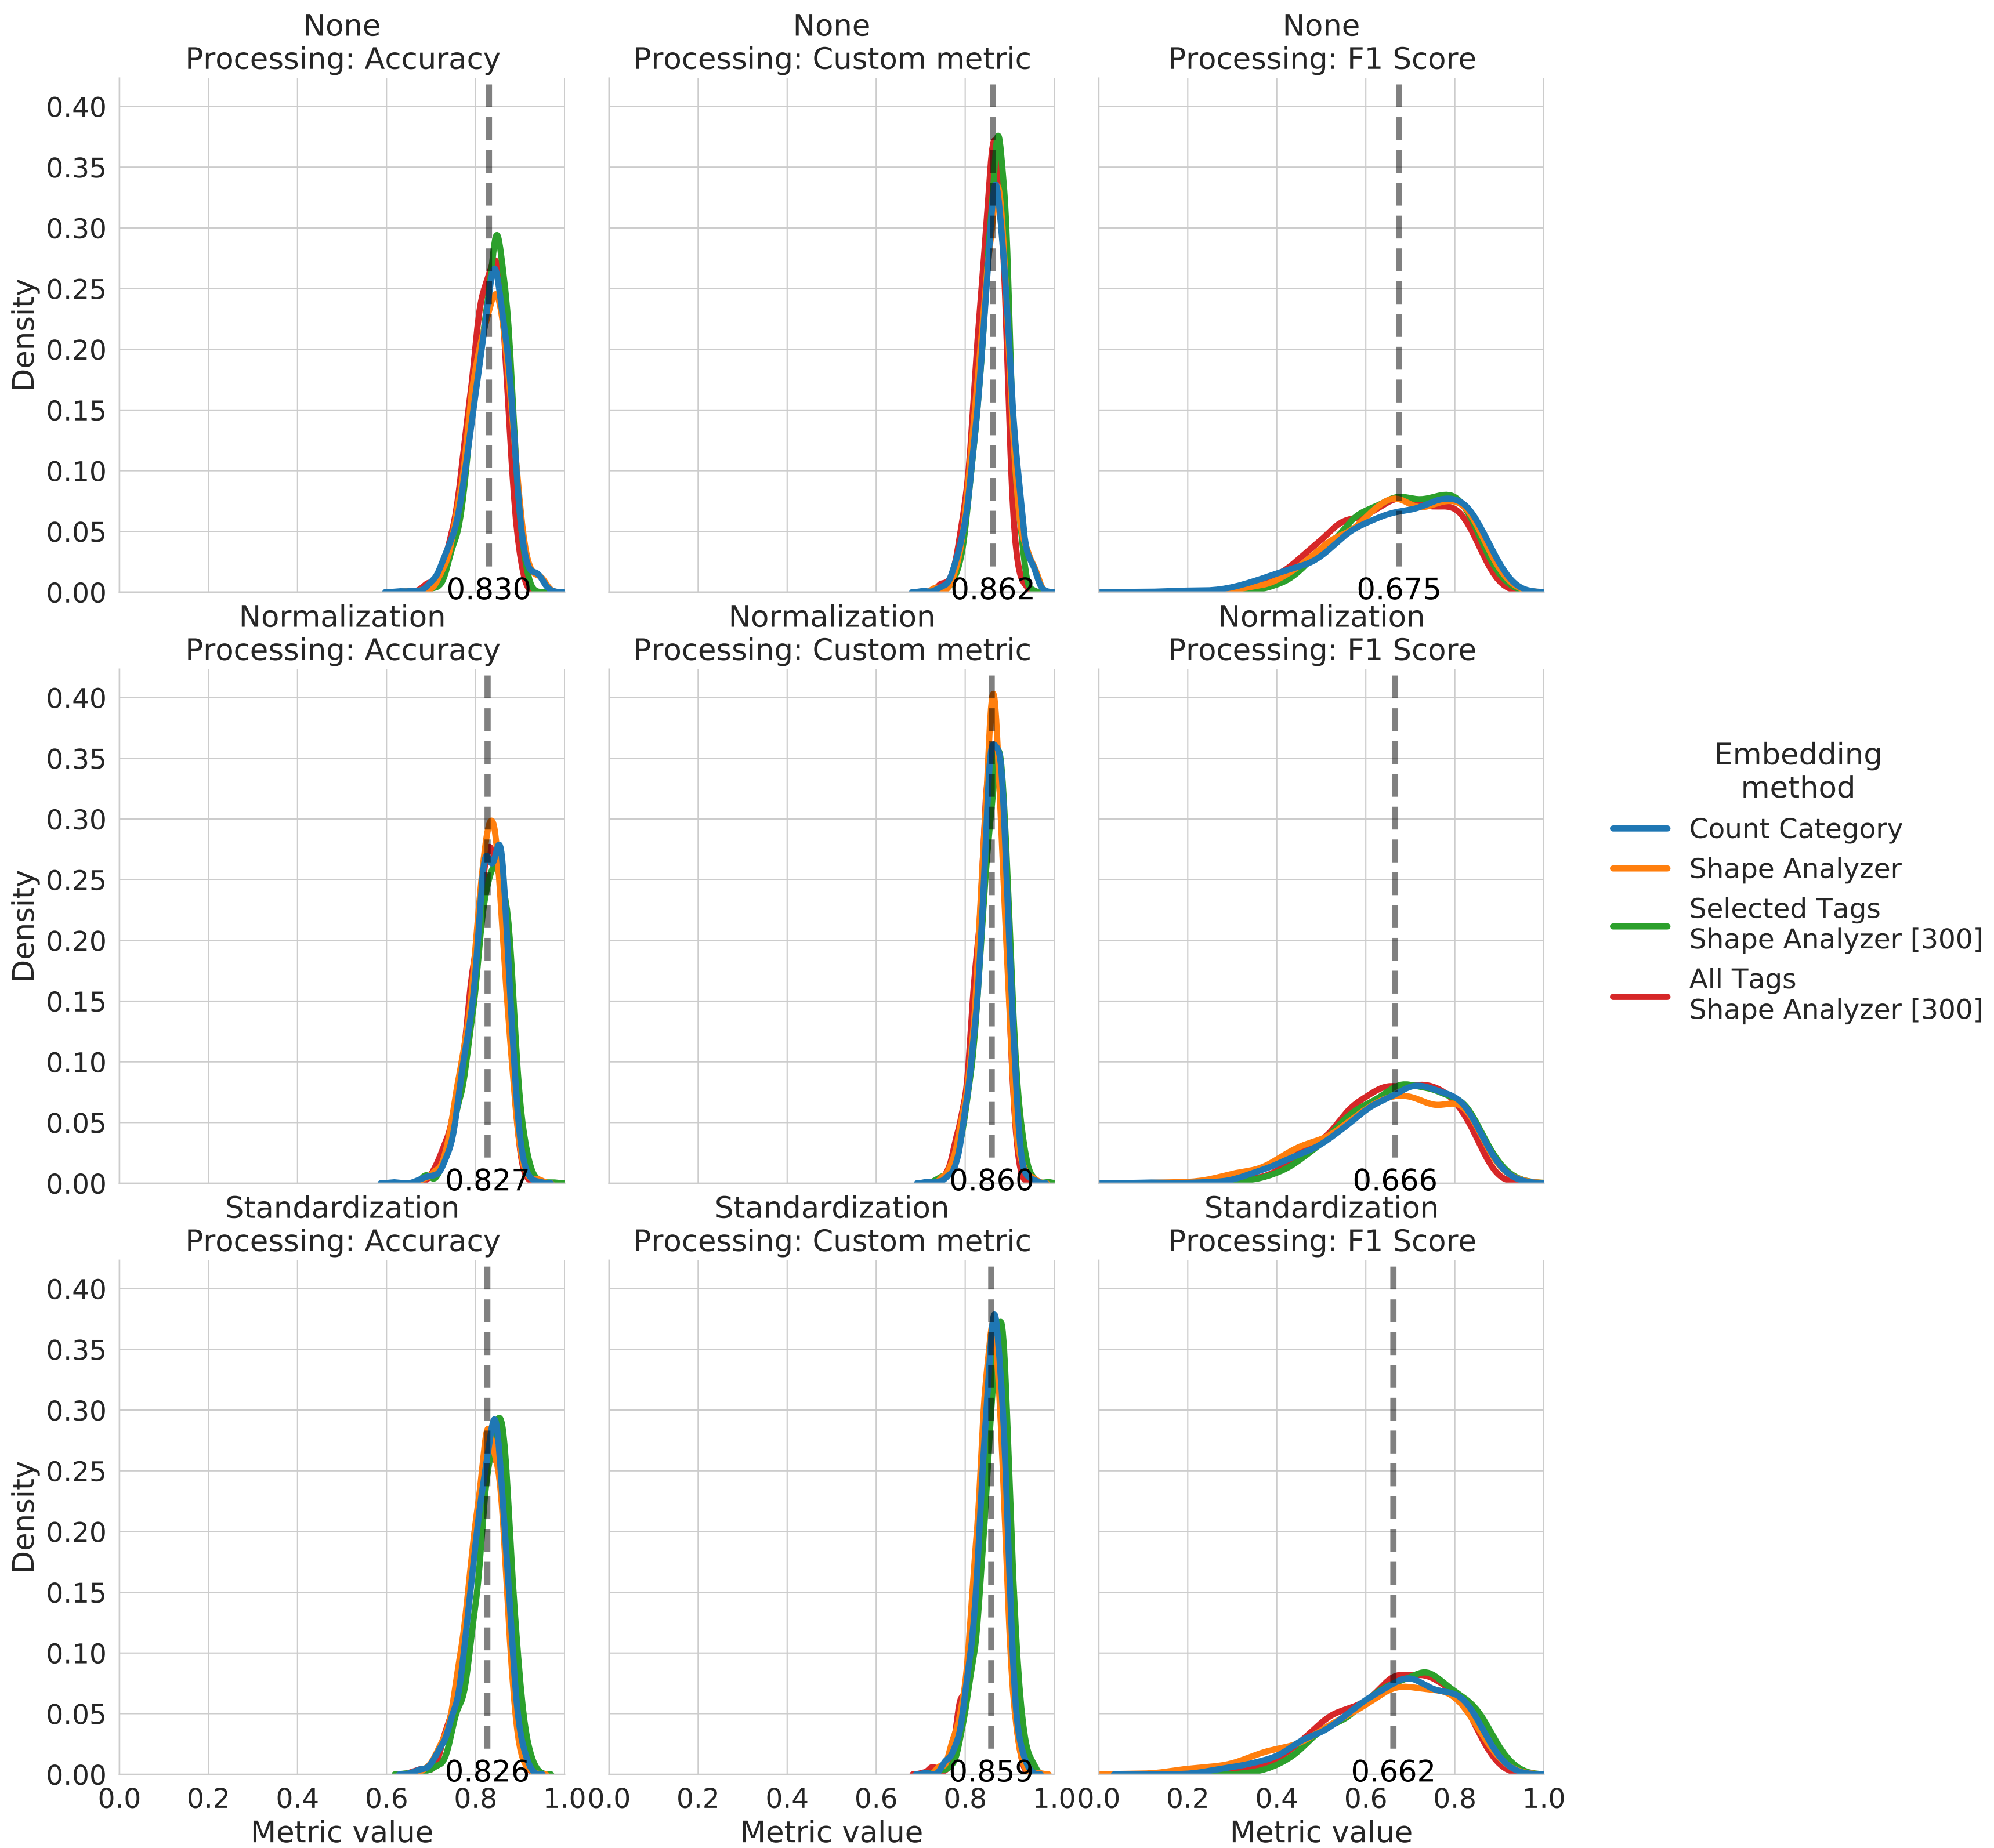 None
Processing: Accuracy
None
Processing: Custom metric
None
Processing: F1 Score
0.40
0.35
0.30
0.25
0.20
0.15
0.10
0.05
0.00
Density
0.830
0.862
0.675
Normalization
Processing: Accuracy
Normalization
Processing: Custom metric
Normalization
Processing: F1 Score
0.40
0.35
0.30
0.25
0.20
0.15
0.10
0.05
0.00
Density
0.827
0.860
0.666
Standardization
Processing: Accuracy
Standardization
Processing: Custom metric
Standardization
Processing: F1 Score
0.40
0.35
0.30
0.25
0.20
0.15
0.10
0.05
0.00
Density
0.826
0.859
0.662
0.0 0.2 0.4 0.6 0.8 1.0
0.0 0.2 0.4 0.6 0.8 1.0
0.0 0.2 0.4 0.6 0.8 1.0
Metric value
Metric value
Metric value
Embedding
method
Count Category
Shape Analyzer
Selected Tags
Shape Analyzer [300]
All Tags
Shape Analyzer [300]